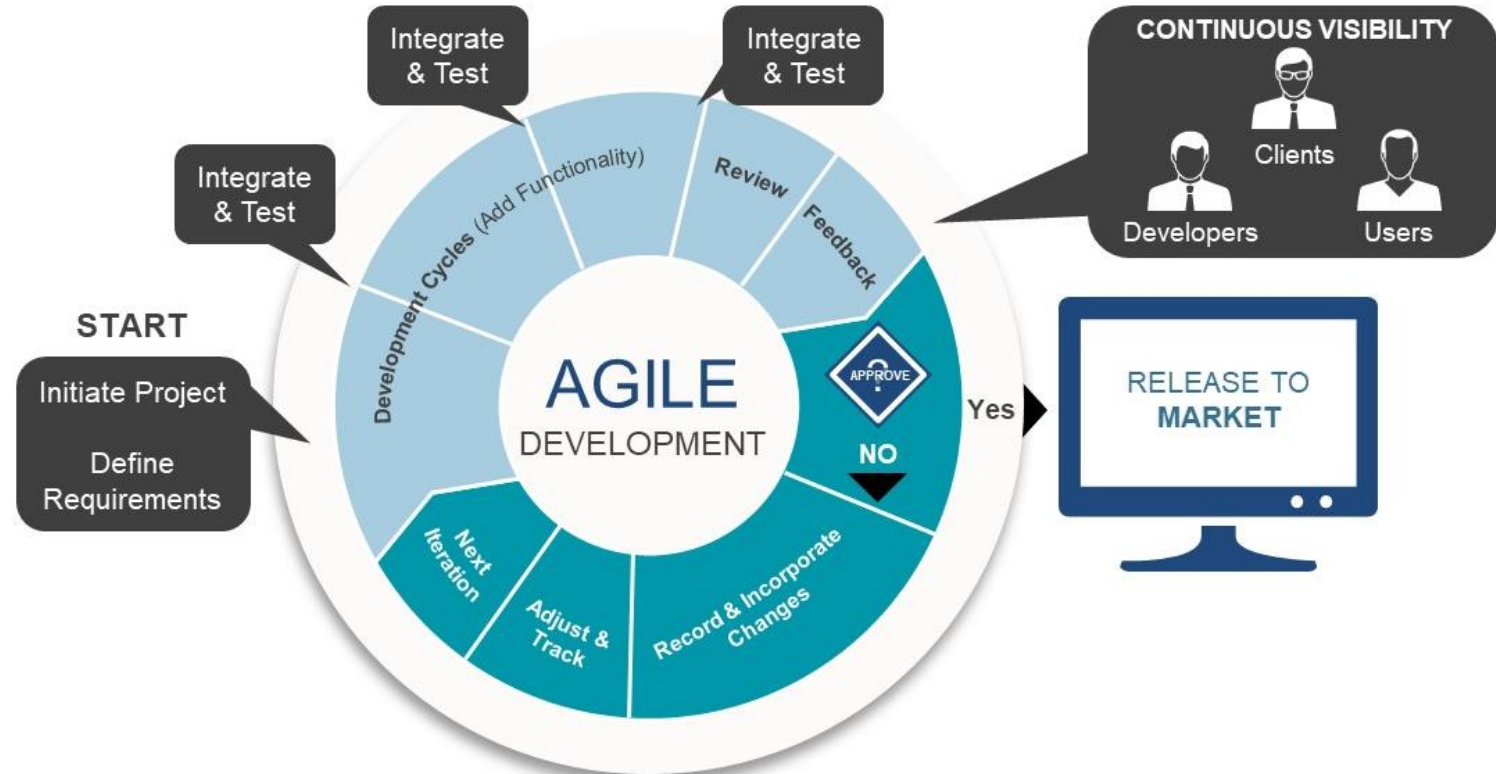 START
Initiate Project
Define
Requirements
Integrate
& Test
Integrate
& Test
Integrate
& Test
Development Cycles (Add Functionality)
Review
Feedback
CONTINUOUS VISIBILITY
Clients
Developers
Users
AGILE
DEVELOPMENT
?
APPROVE
Yes
RELEASE TO
MARKET
NO
Record & Incorporate
Changes
Adjust &
Track
Next
Iteration